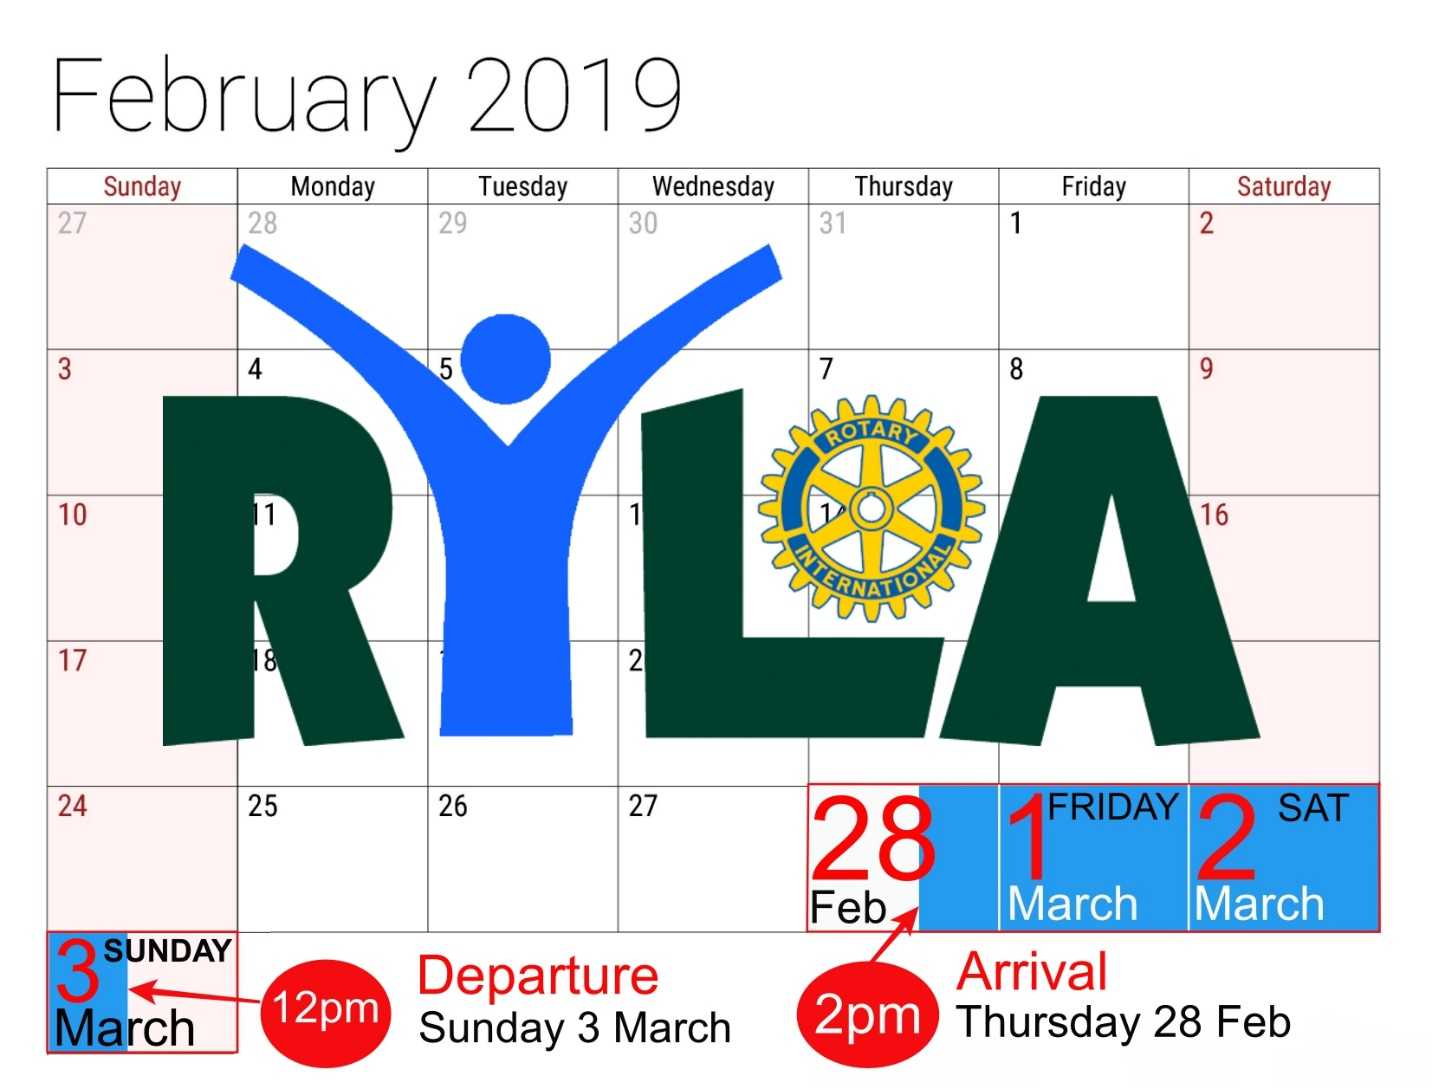 February 2019
Sunday Monday Tuesday Wednesday Thursday Friday Saturday
27 28 29 30 31 1 2
3 4 5 7 8 9
RYLA
ROTARY
INTERNATIONAL
10 11 16
17 18
24 25 26 27 28 1 FRIDAY 2 SAT
Feb March March
3 SUNDAY
March
12pm
Departure
Sunday 3 March
2pm
Arrival
Thursday 28 Feb